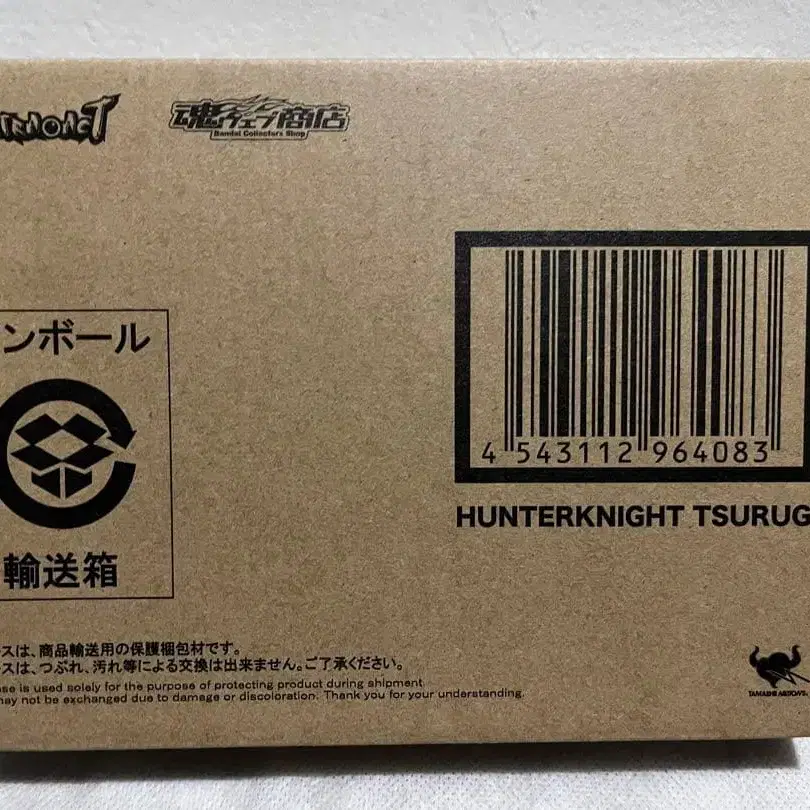 魂ウェブ商店
Bandai Collectors Shop
ンボール
輸送箱
4 543112 964083
HUNTERKNIGHT TSURUG
ースは、商品輸送用の保護梱包材です。
ースは、つぶれ、汚れ等による交換は出来ません。ご了承ください。
ase is used solely for the purpose of protecting product during shipment.
may not be exchanged due to damage or discoloration. Thank you for your understanding.
TAMASHII NATIONS